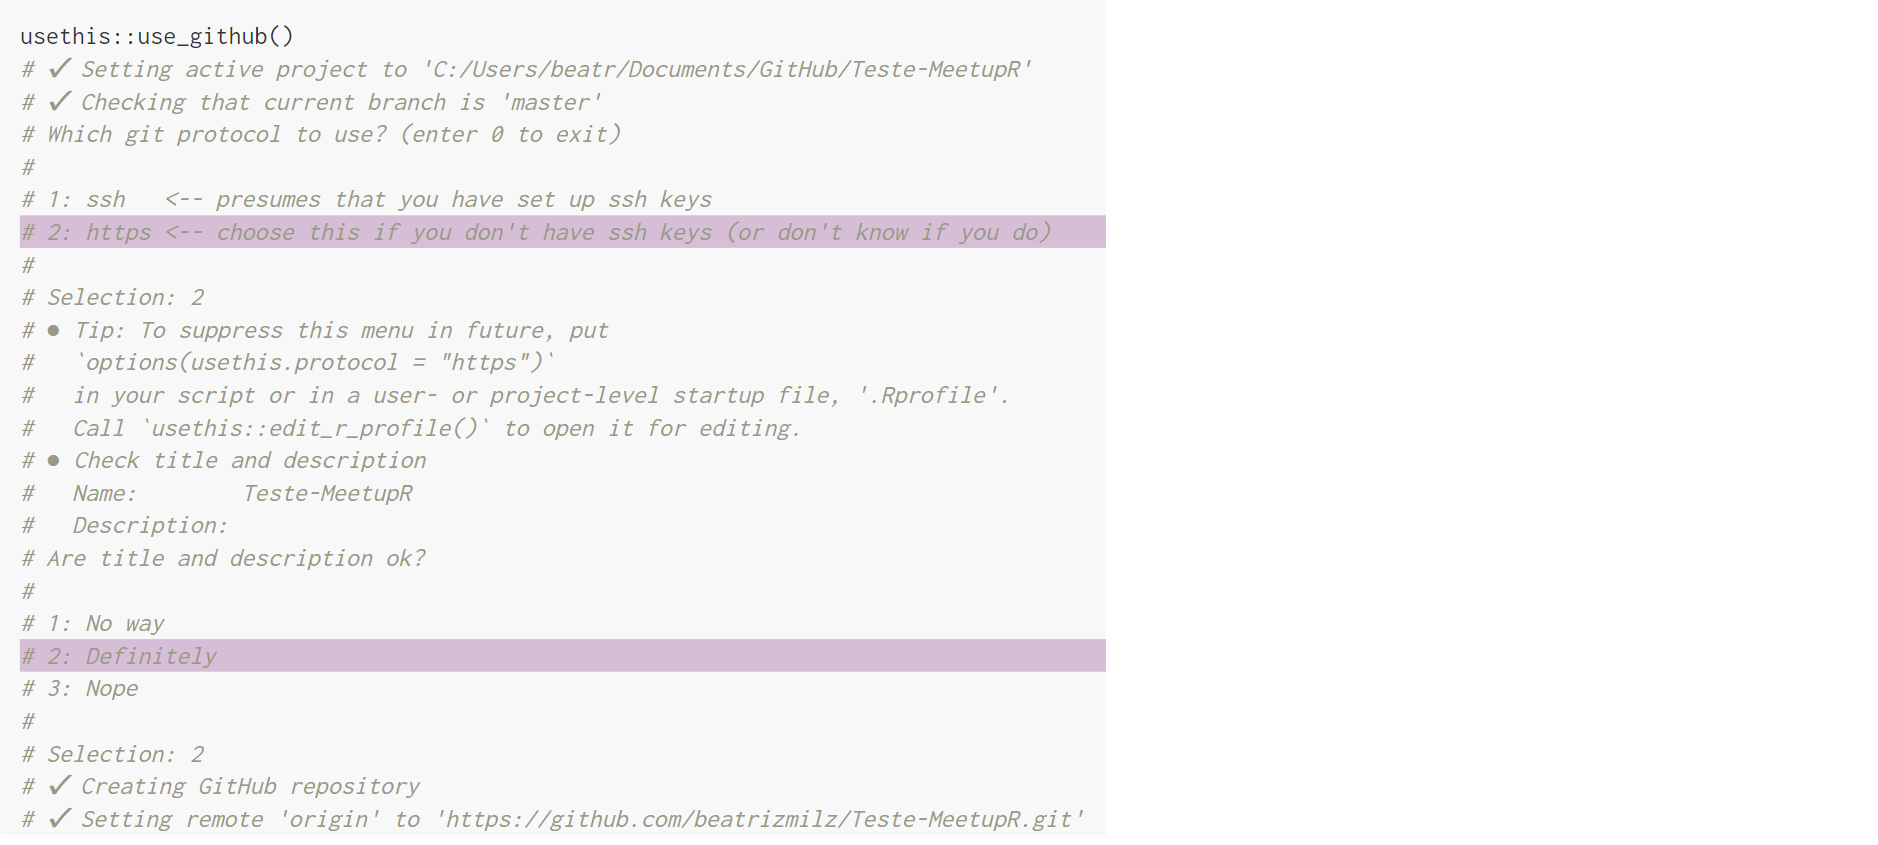 usethis::use_github()
# ✓ Setting active project to 'C:/Users/beatr/Documents/GitHub/Teste-MeetupR'
# ✓ Checking that current branch is 'master'
# Which git protocol to use? (enter 0 to exit)
#
# 1: ssh   <-- presumes that you have set up ssh keys
# 2: https <-- choose this if you don't have ssh keys (or don't know if you do)
#
# Selection: 2
# ● Tip: To suppress this menu in future, put
#   `options(usethis.protocol = "https")`
#   in your script or in a user- or project-level startup file, '.Rprofile'.
#   Call `usethis::edit_r_profile()` to open it for editing.
# ● Check title and description
#   Name:        Teste-MeetupR
#   Description:
# Are title and description ok?
#
# 1: No way
# 2: Definitely
# 3: Nope
#
# Selection: 2
# ✓ Creating GitHub repository
# ✓ Setting remote 'origin' to 'https://github.com/beatrizmilz/Teste-MeetupR.git'